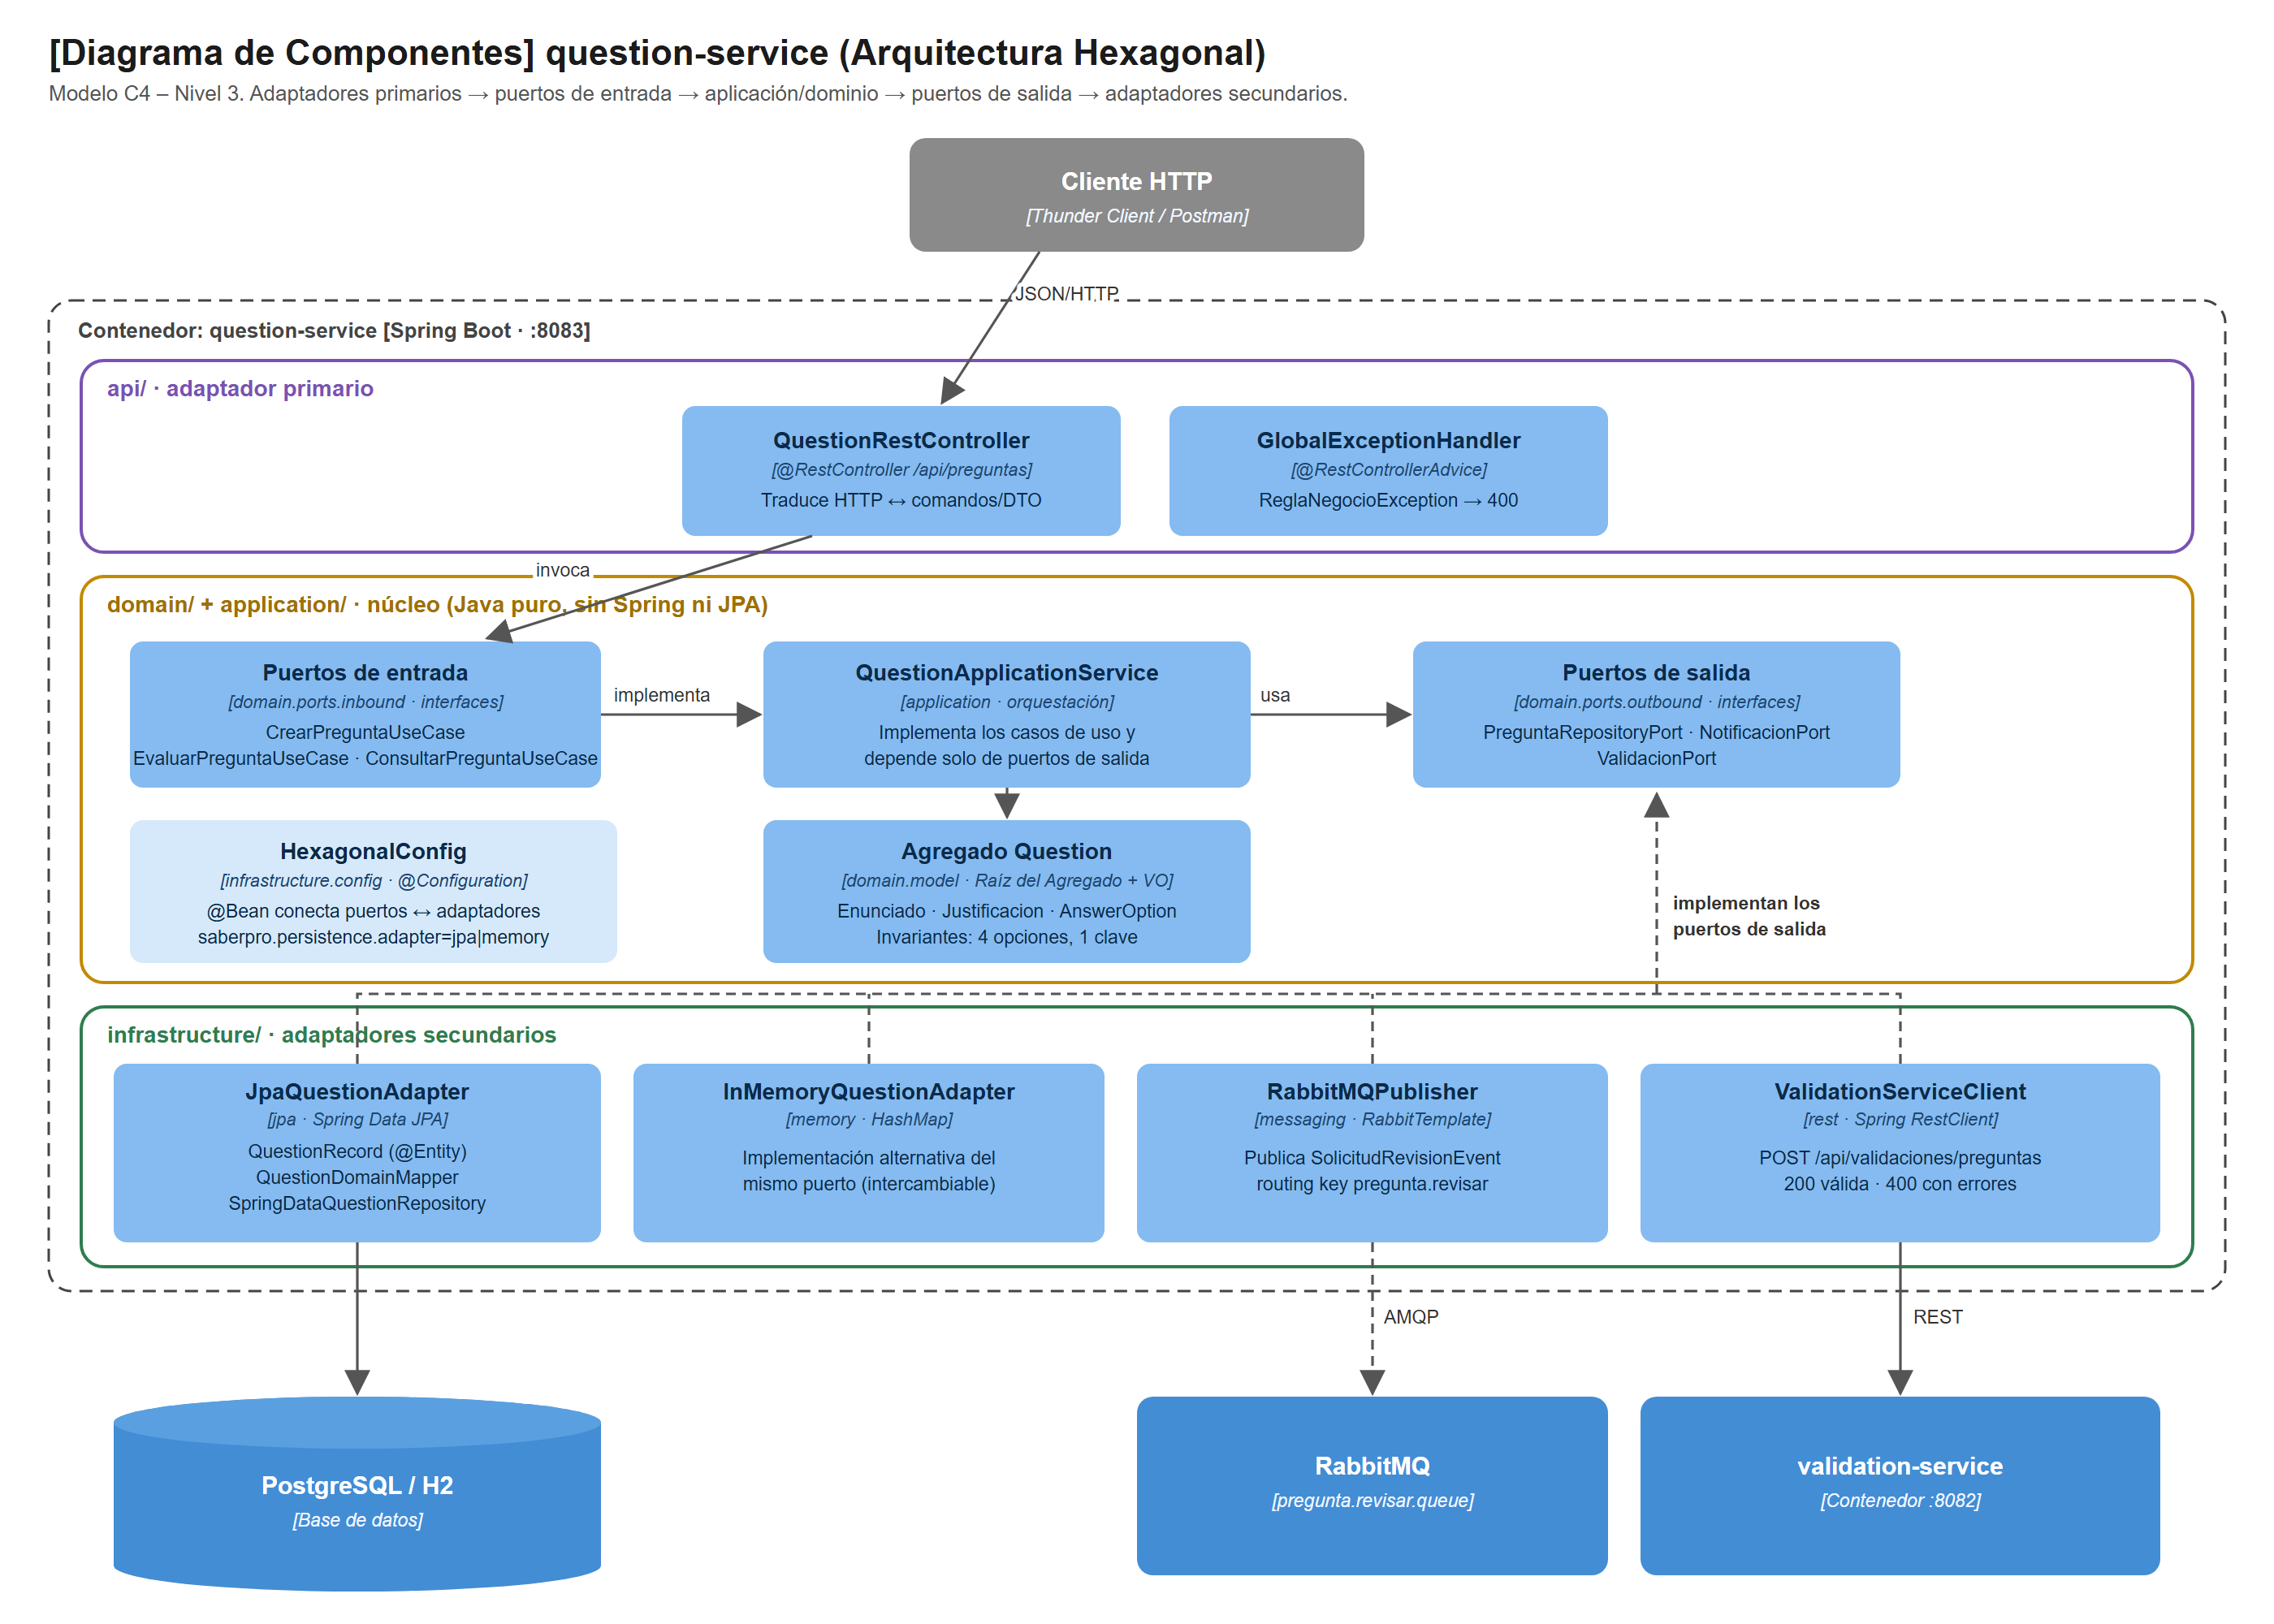 [Diagrama de Componentes] question-service (Arquitectura Hexagonal)
Modelo C4 – Nivel 3. Adaptadores primarios → puertos de entrada → aplicación/dominio → puertos de salida → adaptadores secundarios.
Cliente HTTP
[Thunder Client / Postman]
JSON/HTTP
Contenedor: question-service [Spring Boot · :8083]
api/ · adaptador primario
QuestionRestController
[@RestController /api/preguntas]
Traduce HTTP ↔ comandos/DTO
GlobalExceptionHandler
[@RestControllerAdvice]
ReglaNegocioException → 400
invoca
domain/ + application/ · núcleo (Java puro, sin Spring ni JPA)
Puertos de entrada
[domain.ports.inbound · interfaces]
CrearPreguntaUseCase
EvaluarPreguntaUseCase · ConsultarPreguntaUseCase
implementa
QuestionApplicationService
[application · orquestación]
Implementa los casos de uso y
depende solo de puertos de salida
usa
Puertos de salida
[domain.ports.outbound · interfaces]
PreguntaRepositoryPort · NotificacionPort
ValidacionPort
HexagonalConfig
[infrastructure.config · @Configuration]
@Bean conecta puertos ↔ adaptadores
saberpro.persistence.adapter=jpa|memory
Agregado Question
[domain.model · Raíz del Agregado + VO]
Enunciado · Justificacion · AnswerOption
Invariantes: 4 opciones, 1 clave
implementan los
puertos de salida
infrastructure/ · adaptadores secundarios
JpaQuestionAdapter
[jpa · Spring Data JPA]
QuestionRecord (@Entity)
QuestionDomainMapper
SpringDataQuestionRepository
InMemoryQuestionAdapter
[memory · HashMap]
Implementación alternativa del
mismo puerto (intercambiable)
RabbitMQPublisher
[messaging · RabbitTemplate]
Publica SolicitudRevisionEvent
routing key pregunta.revisar
ValidationServiceClient
[rest · Spring RestClient]
POST /api/validaciones/preguntas
200 válida · 400 con errores
AMQP
REST
PostgreSQL / H2
[Base de datos]
RabbitMQ
[pregunta.revisar.queue]
validation-service
[Contenedor :8082]